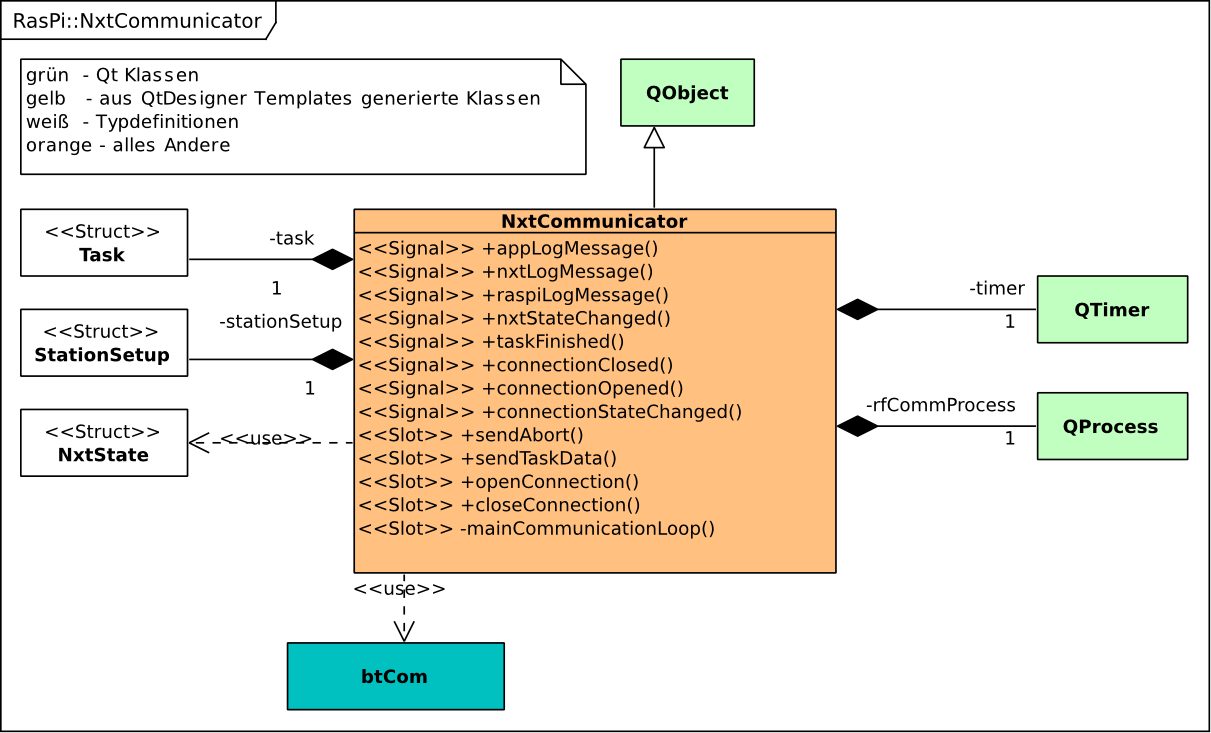 RasPi::NxtCommunicator
grün - Qt Klassen
gelb - aus QtDesigner Templates generierte Klassen
weiß - Typdefinitionen
orange - alles Andere
QObject
<<Struct>>
Task
-task
1
<<Struct>>
StationSetup
-stationSetup
1
<<Struct>>
NxtState
<<use>>
NxtCommunicator
<<Signal>> +appLogMessage()
<<Signal>> +nxtLogMessage()
<<Signal>> +raspiLogMessage()
<<Signal>> +nxtStateChanged()
<<Signal>> +taskFinished()
<<Signal>> +connectionClosed()
<<Signal>> +connectionOpened()
<<Signal>> +connectionStateChanged()
<<Slot>> +sendAbort()
<<Slot>> +sendTaskData()
<<Slot>> +openConnection()
<<Slot>> +closeConnection()
<<Slot>> -mainCommunicationLoop()
-timer
1
QTimer
-rfCommProcess
1
QProcess
<<use>>
btCom